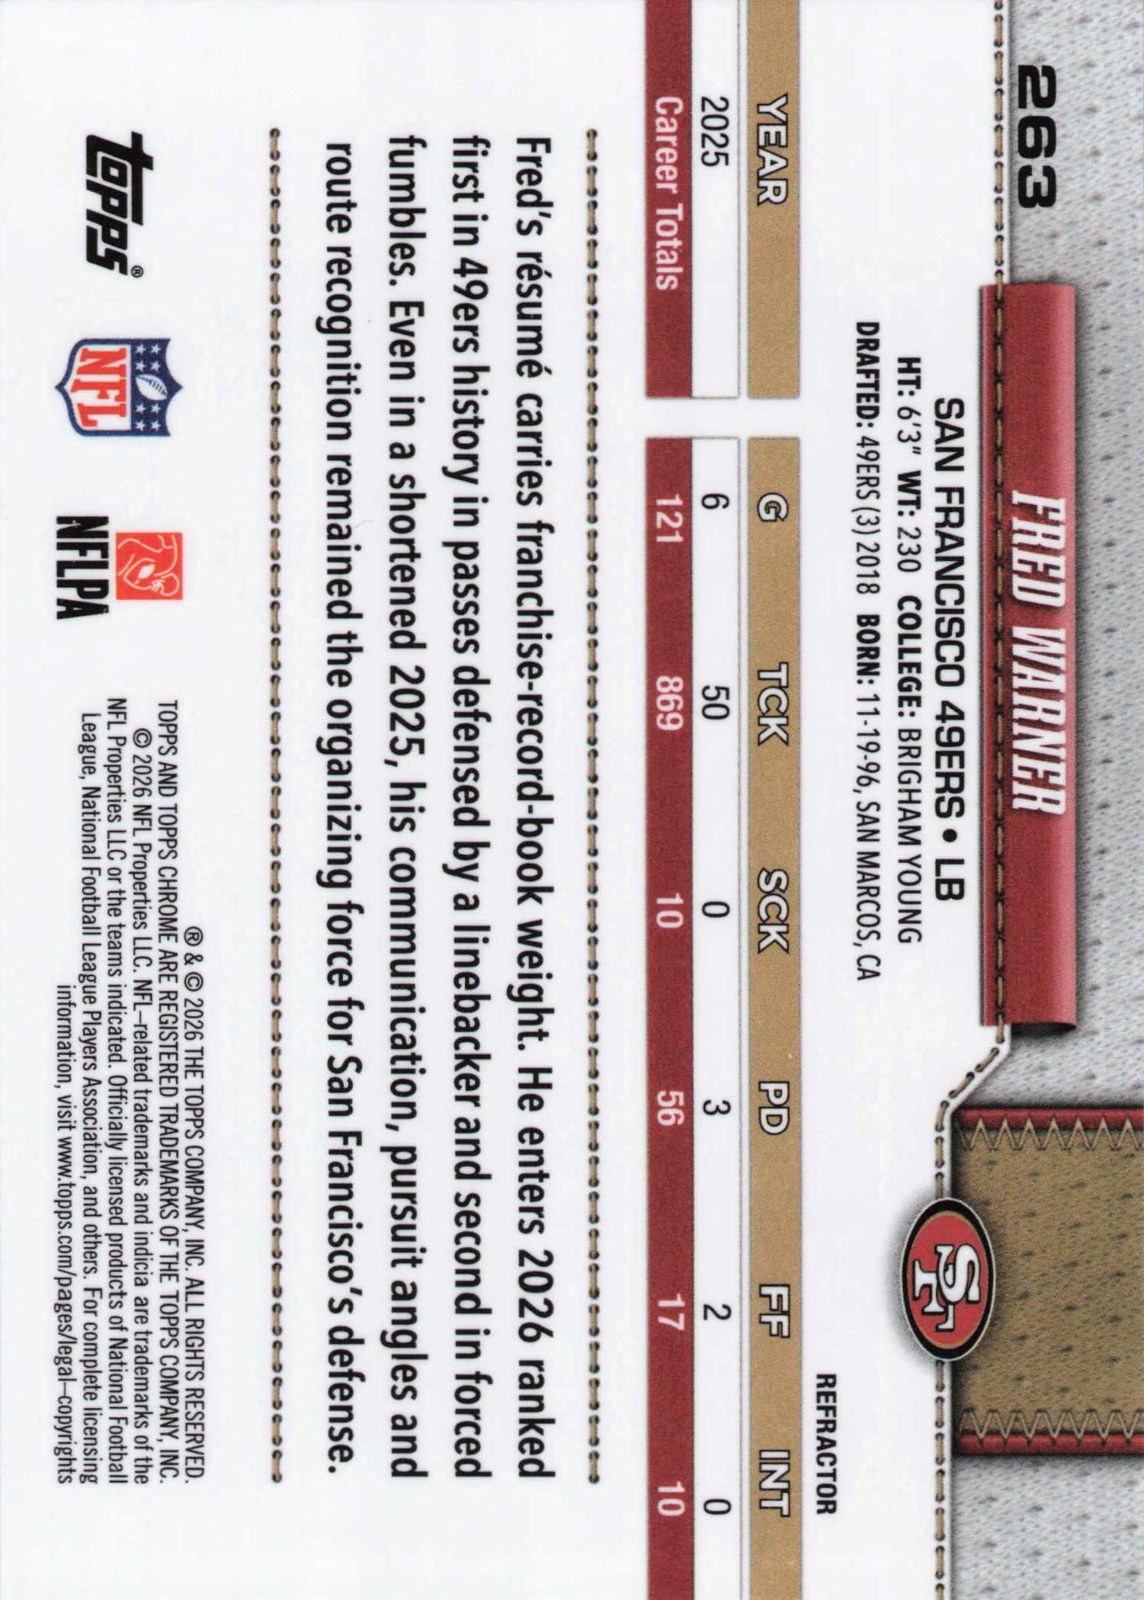 263
FRED WARNER
SAN FRANCISCO 49ERS • LB
HT: 6'3" WT: 230 COLLEGE: BRIGHAM YOUNG
DRAFTED: 49ERS (3) 2018 BORN: 11-19-96, SAN MARCOS, CA
SF
REFRACTOR
YEAR G TCK SCK PD FF INT
2025 6 50 0 3 2 0
Career Totals 121 869 10 56 17 10
Fred's résumé carries franchise-record-book weight. He enters 2026 ranked
first in 49ers history in passes defensed by a linebacker and second in forced
fumbles. Even in a shortened 2025, his communication, pursuit angles and
route recognition remained the organizing force for San Francisco's defense.
topps®
NFL
NFLPA
® & © 2026 THE TOPPS COMPANY, INC. ALL RIGHTS RESERVED.
TOPPS AND TOPPS CHROME ARE REGISTERED TRADEMARKS OF THE TOPPS COMPANY, INC.
© 2026 NFL Properties LLC. NFL-related trademarks and indicia are trademarks of the
NFL Properties LLC or the teams indicated. Officially licensed products of National Football
League, National Football League Players Association, and others. For complete licensing
information, visit www.topps.com/pages/legal-copyrights